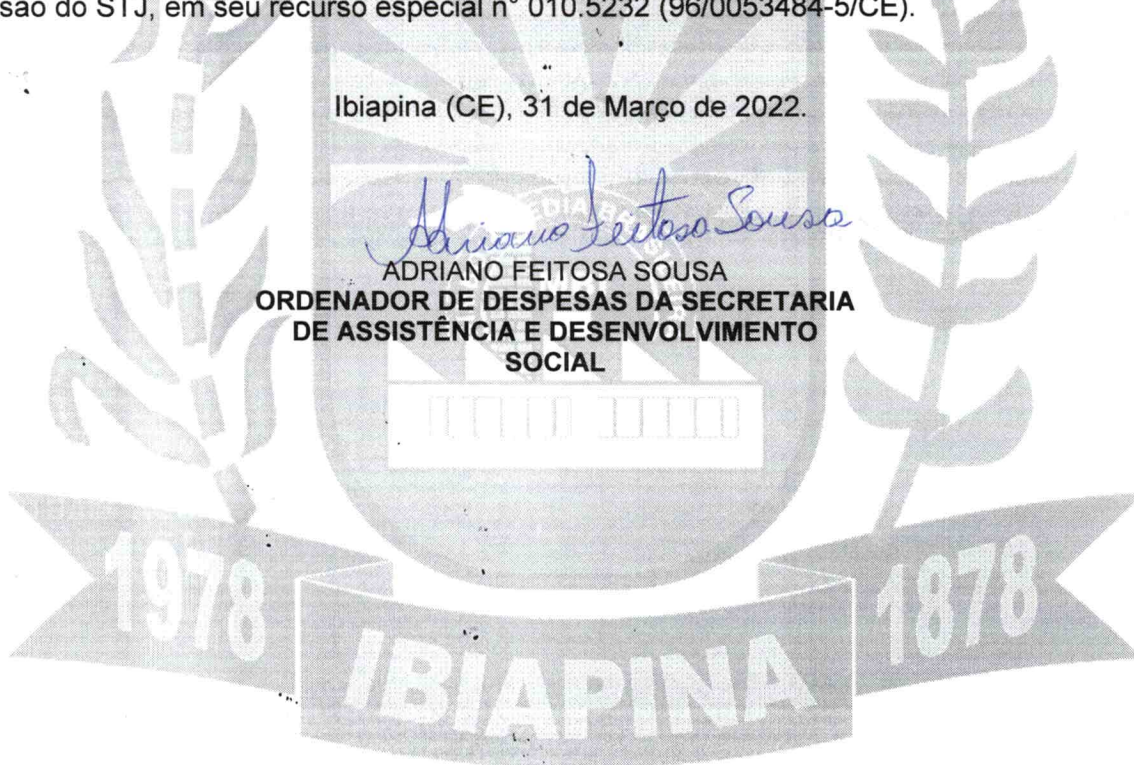 são do STJ, em seu recurso especial n° 010.5232 (96/0053484-5/CE).
Ibiapina (CE), 31 de Março de 2022.
Adriano Feitosa Sousa
ADRIANO FEITOSA SOUSA
ORDENADOR DE DESPESAS DA SECRETARIA
DE ASSISTÊNCIA E DESENVOLVIMENTO
SOCIAL
1978 1878
IBIAPINA